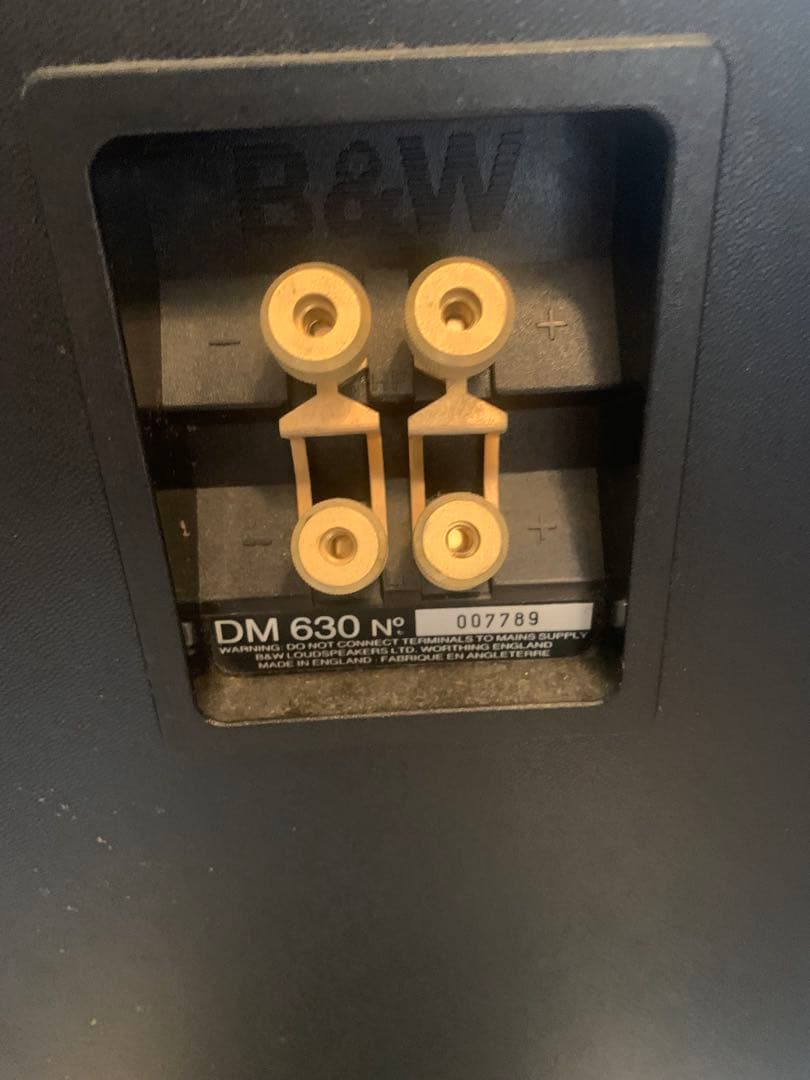 B&W
- +
- +
DM 630 Nº 007789
WARNING: DO NOT CONNECT TERMINALS TO MAINS SUPPLY
B&W LOUDSPEAKERS LTD. WORTHING ENGLAND
MADE IN ENGLAND : FABRIQUE EN ANGLETERRE